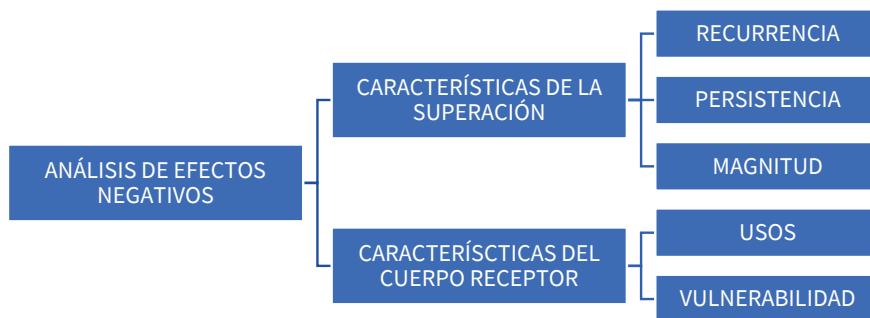 ANÁLISIS DE EFECTOS
NEGATIVOS
CARACTERÍSTICAS DE LA
SUPERACIÓN
RECURRENCIA
PERSISTENCIA
MAGNITUD
CARACTERÍSCTICAS DEL
CUERPO RECEPTOR
USOS
VULNERABILIDAD